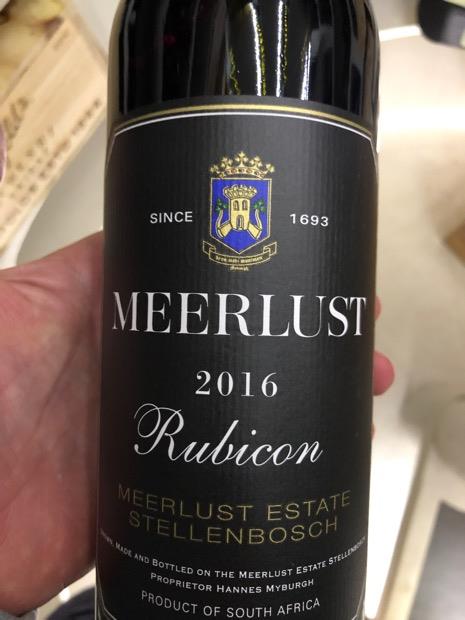 SINCE 1693
MEERLUST
2016
Rubicon
MEERLUST ESTATE
STELLENBOSCH
MADE AND BOTTLED ON THE MEERLUST ESTATE STELLENBOSCH
PROPRIETOR HANNES MYBURGH
PRODUCT OF SOUTH AFRICA